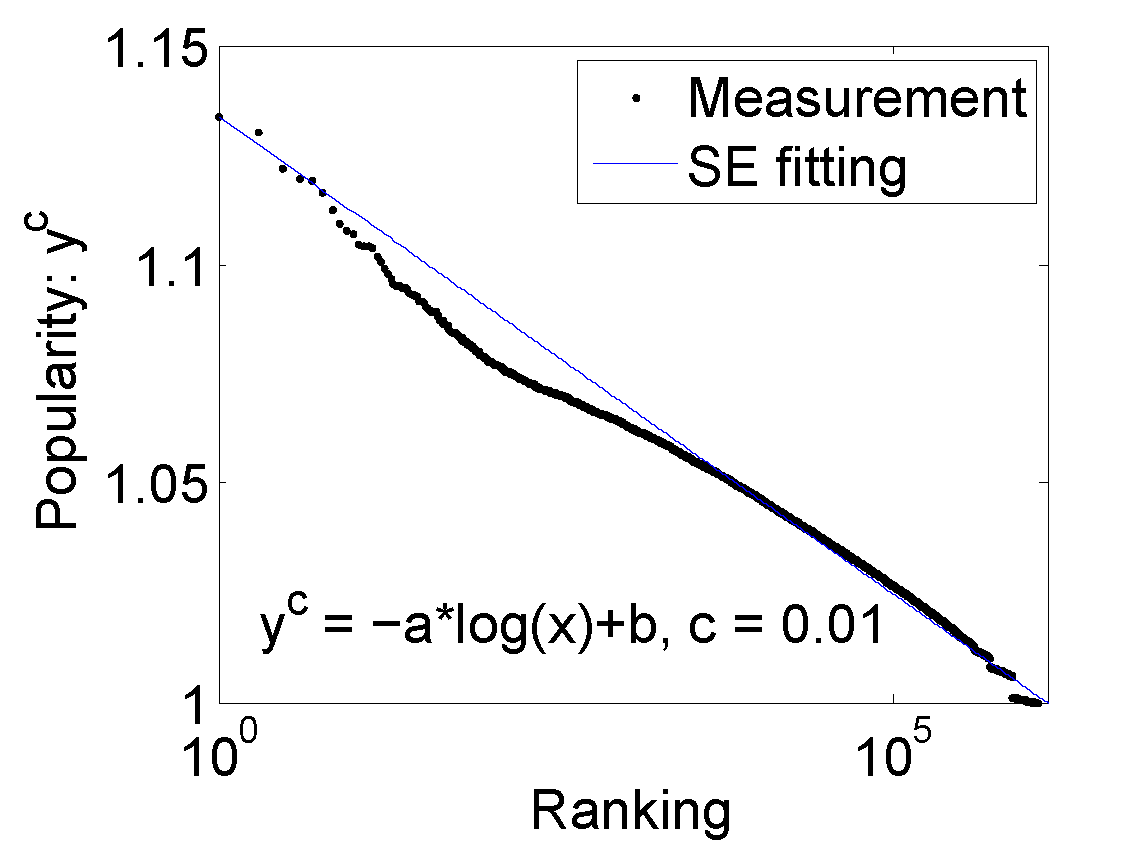 1.15
Measurement
SE fitting
1.1
Popularity: y^c
1.05
y^c = −a*log(x)+b, c = 0.01
1
10^0
10^5
Ranking